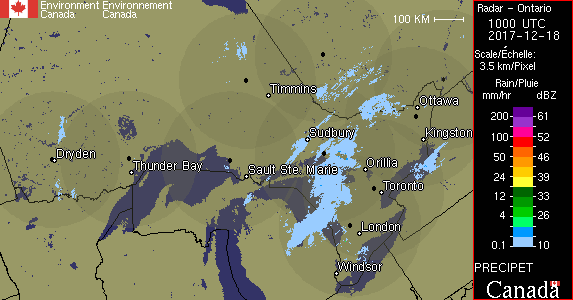 Environment Environnement
Canada Canada
100 KM
Timmins
Ottawa
Sudbury
Kingston
Dryden
Thunder Bay
Sault Ste. Marie
Orillia
Toronto
London
Windsor
Radar - Ontario
1000 UTC
2017-12-18
Scale/Échelle:
3.5 km/Pixel
Rain/Pluie
mm/hr dBZ
200 61
100 52
50 46
24 39
12 33
4 26
0.1 10
PRECIPET
Canada